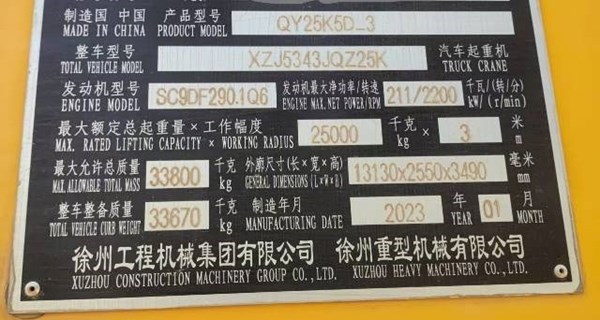 制造国 中国 产品型号 QY25K5D_3
MADE IN CHINA PRODUCT MODEL
整车型号 XZJ5343JQZ25K 汽车起重机
TOTAL VEHICLE MODEL TRUCK CRANE
发动机型号 SC9DF290.1Q6 发动机最大净功率/转速 211/2200 千瓦/(转/分)
ENGINE MODEL ENGINE MAX.NET POWER/RPM kW/(r/min)
最大额定总起重量×工作幅度 25000 千克× 3 米
MAX. RATED LIFTING CAPACITY × WORKING RADIUS kg m
最大允许总质量 33800 千克 外廓尺寸(长×宽×高) 13130x2550x3490 毫米
MAX. ALLOWABLE TOTAL MASS kg GENERAL DIMENSIONS (L×W×H) mm
整车整备质量 33670 千克 制造年月 2023 年 01 月
TOTAL VEHICLE CURB WEIGHT kg MANUFACTURING DATE YEAR MONTH
徐州工程机械集团有限公司 徐州重型机械有限公司
XUZHOU CONSTRUCTION MACHINERY GROUP CO.,LTD. XUZHOU HEAVY MACHINERY CO.,LTD.